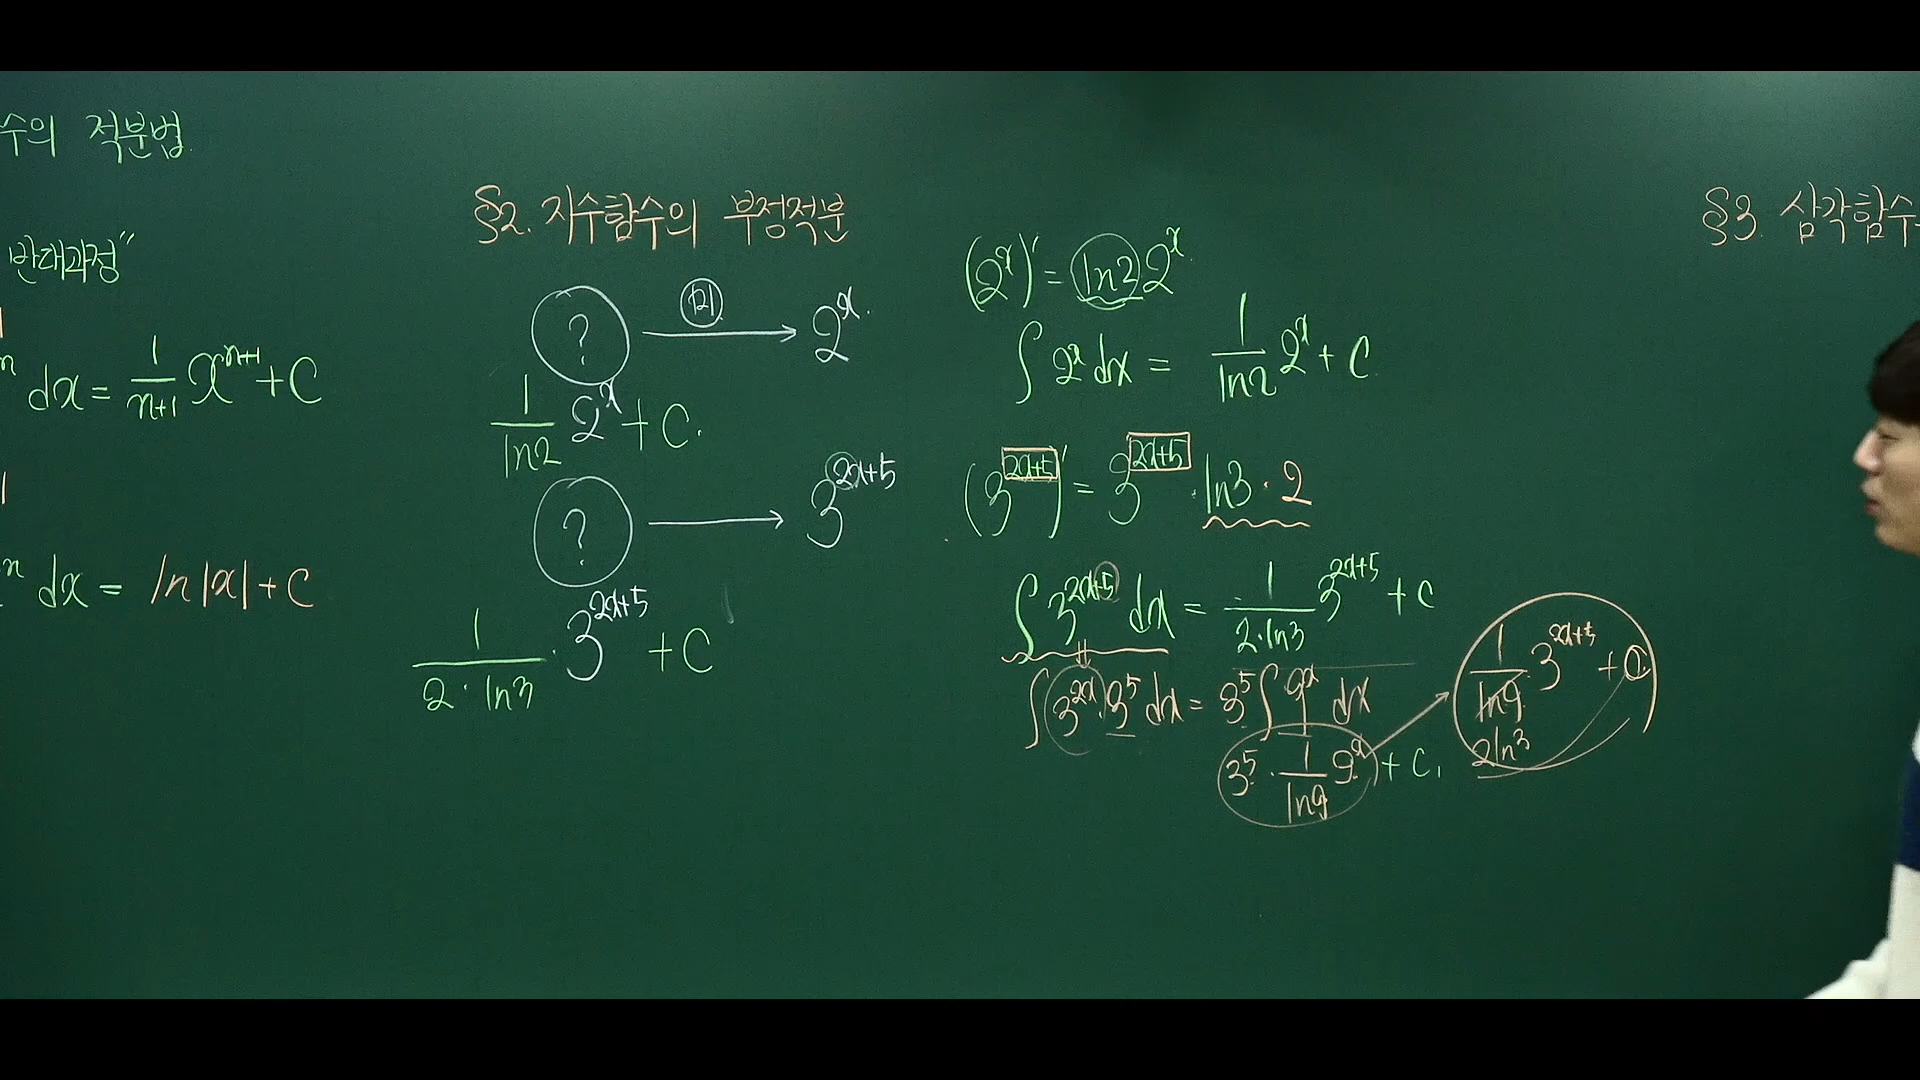 수의 적분법
반대과정"
n dx = 1/(n+1) x^(n+1) + C
n dx = ln|x| + C
§2. 지수함수의 부정적분
? →(미) 2^x.
1/ln2 2^x + C.
? → 3^(2x+5)
1/(2·ln3) · 3^(2x+5) + C
(2^x)' = ln2 2^x
∫ 2^x dx = 1/ln2 2^x + C
(3^(2x+5))' = 3^(2x+5) · ln3 · 2
∫ 3^(2x+5) dx = 1/(2·ln3) 3^(2x+5) + C
∫ 3^(2x) · 3^5 dx = 3^5 ∫ 9^x dx
3^5 · 1/ln9 9^x + C,
1/ln9 · 3^(2x+5) + C
2ln3
§3. 삼각함수